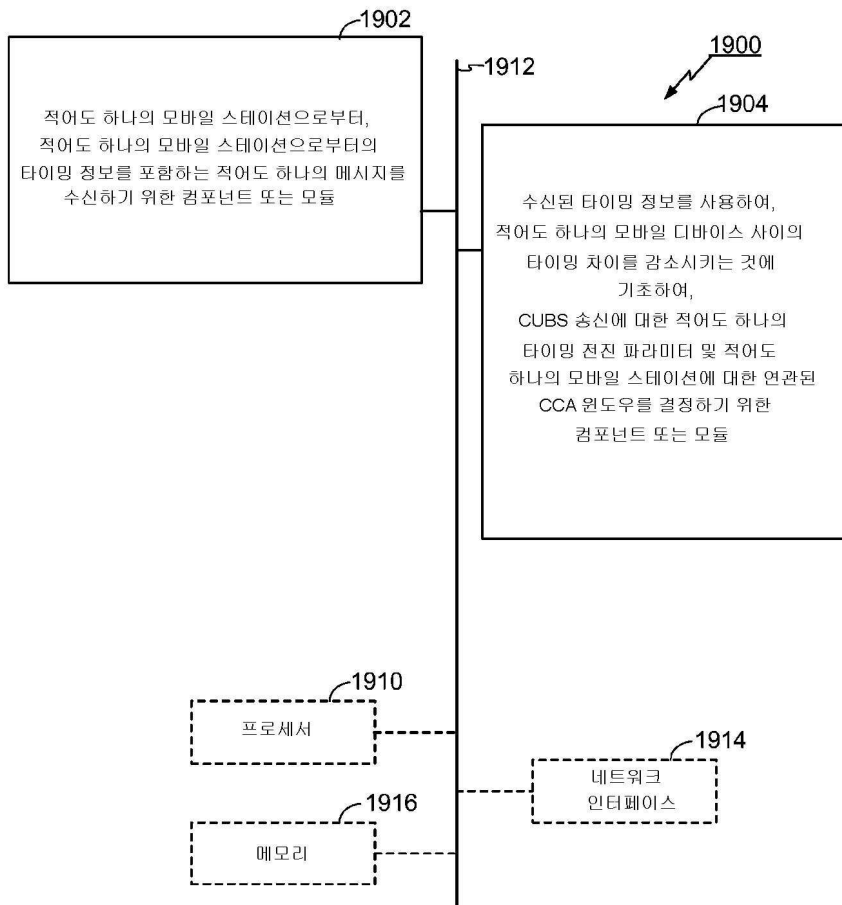 1902
적어도 하나의 모바일 스테이션으로부터,
적어도 하나의 모바일 스테이션으로부터의
타이밍 정보를 포함하는 적어도 하나의 메시지를
수신하기 위한 컴포넌트 또는 모듈
1912
1900
1904
수신된 타이밍 정보를 사용하여,
적어도 하나의 모바일 디바이스 사이의
타이밍 차이를 감소시키는 것에
기초하여,
CUBS 송신에 대한 적어도 하나의
타이밍 전진 파라미터 및 적어도
하나의 모바일 스테이션에 대한 연관된
CCA 윈도우를 결정하기 위한
컴포넌트 또는 모듈
1910
프로세서
1914
네트워크
인터페이스
1916
메모리